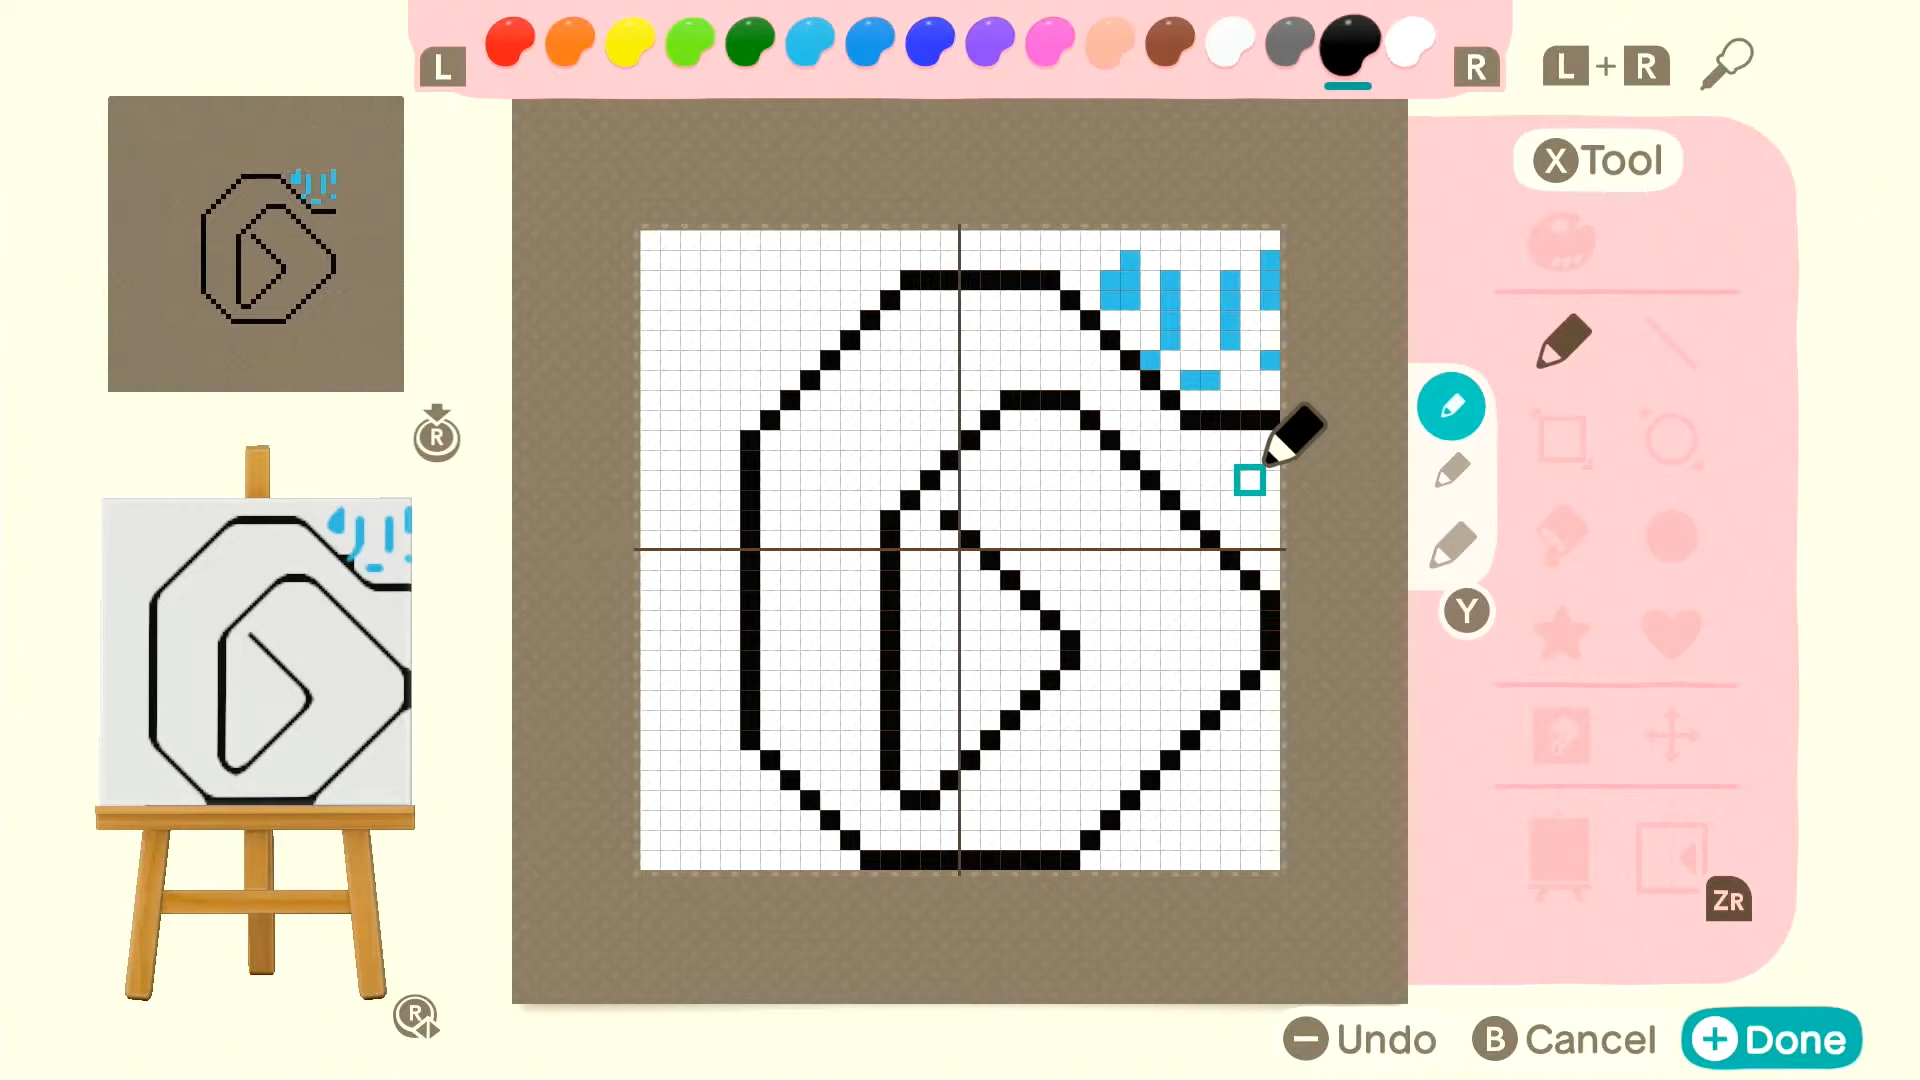 L
R
L + R
X Tool
R
Y
ZR
R
− Undo
B Cancel
+ Done